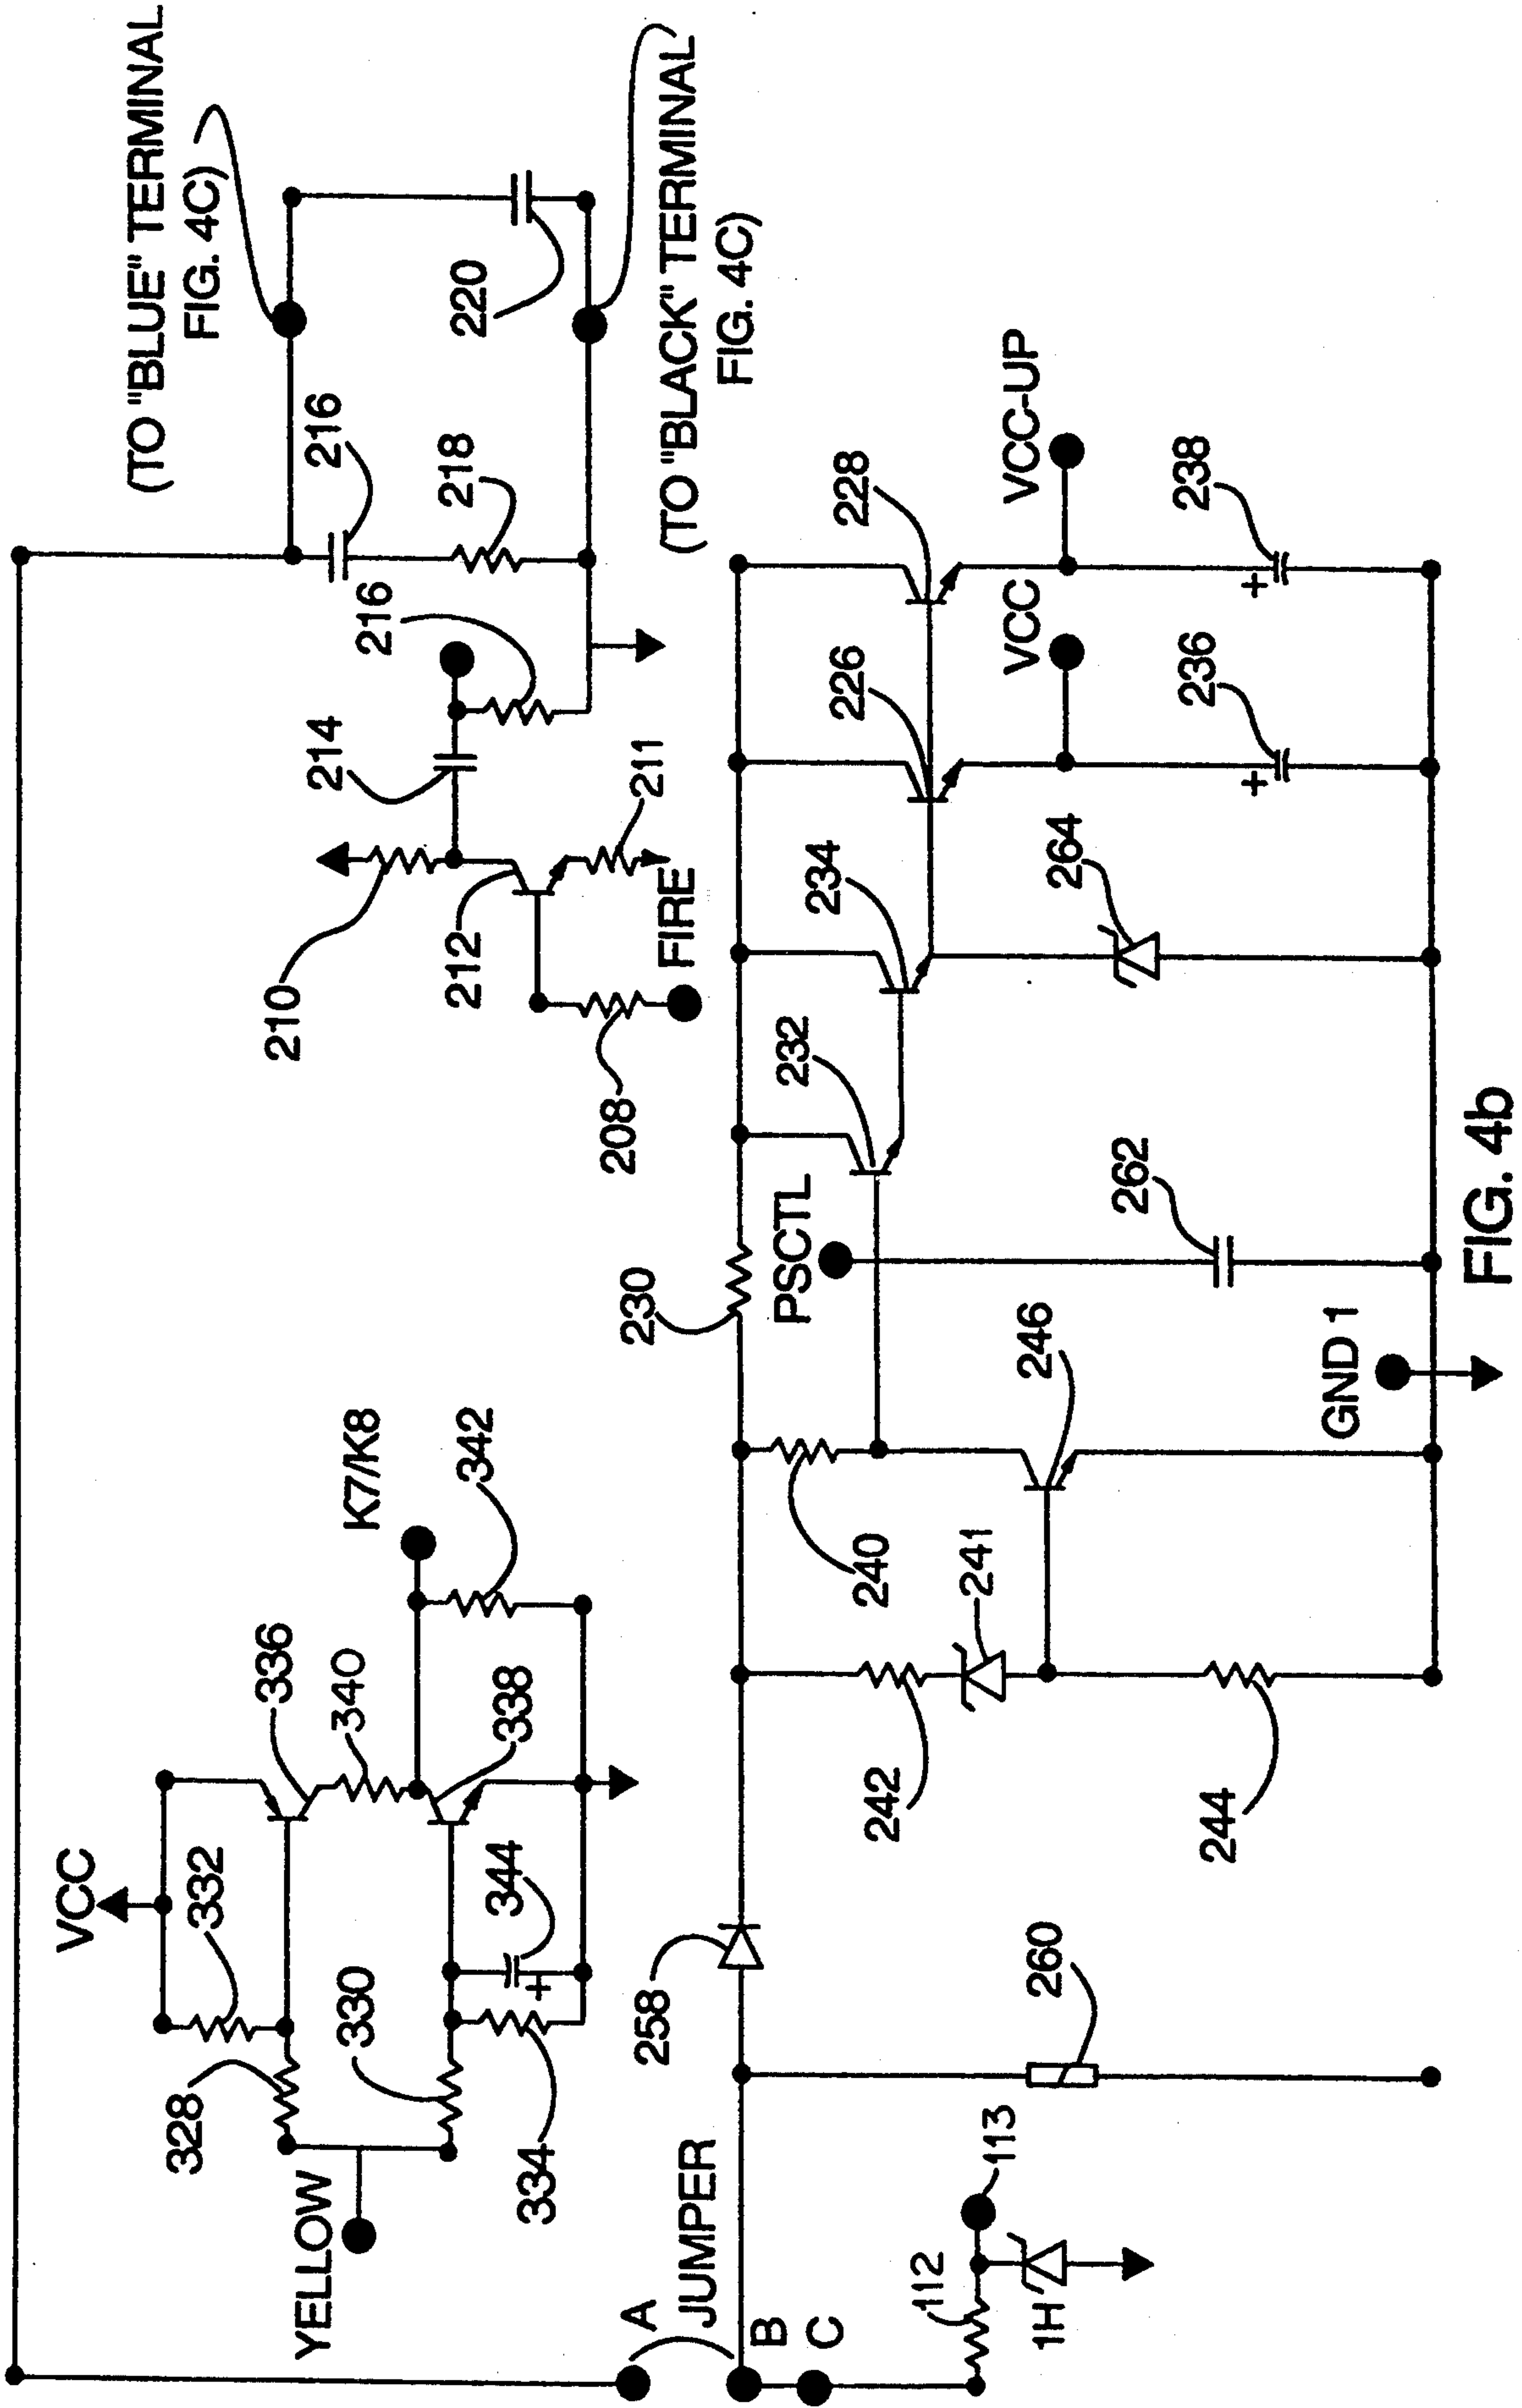 (TO "BLUE" TERMINAL
FIG. 4C)
216
218
220
(TO "BLACK" TERMINAL
FIG. 4C)
216
214
210
212
211
208
FIRE
VCC
332
328
336
340
K7/K8
342
338
344
330
334
YELLOW
A
JUMPER
B
C
112
113
1H
258
260
242
241
244
240
246
230
PSCTL
262
GND 1
232
234
264
226
228
VCC
VCC-UP
236
+
238
+
+
FIG. 4b